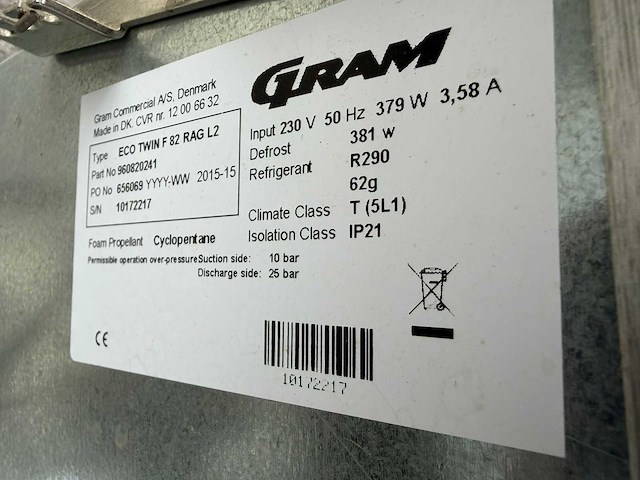 GRAM
Gram Commercial A/S, Denmark
Made in DK. CVR nr. 12 00 66 32
Type ECO TWIN F 82 RAG L2
Part No 960820241
PO No 656069 YYYY-WW 2015-15
S/N 10172217
Input 230 V 50 Hz 379 W 3,58 A
Defrost 381 w
Refrigerant R290
62g
Climate Class T (5L1)
Isolation Class IP21
Foam Propellant Cyclopentane
Permissible operation over-pressure Suction side: 10 bar
Discharge side: 25 bar
CE
10172217